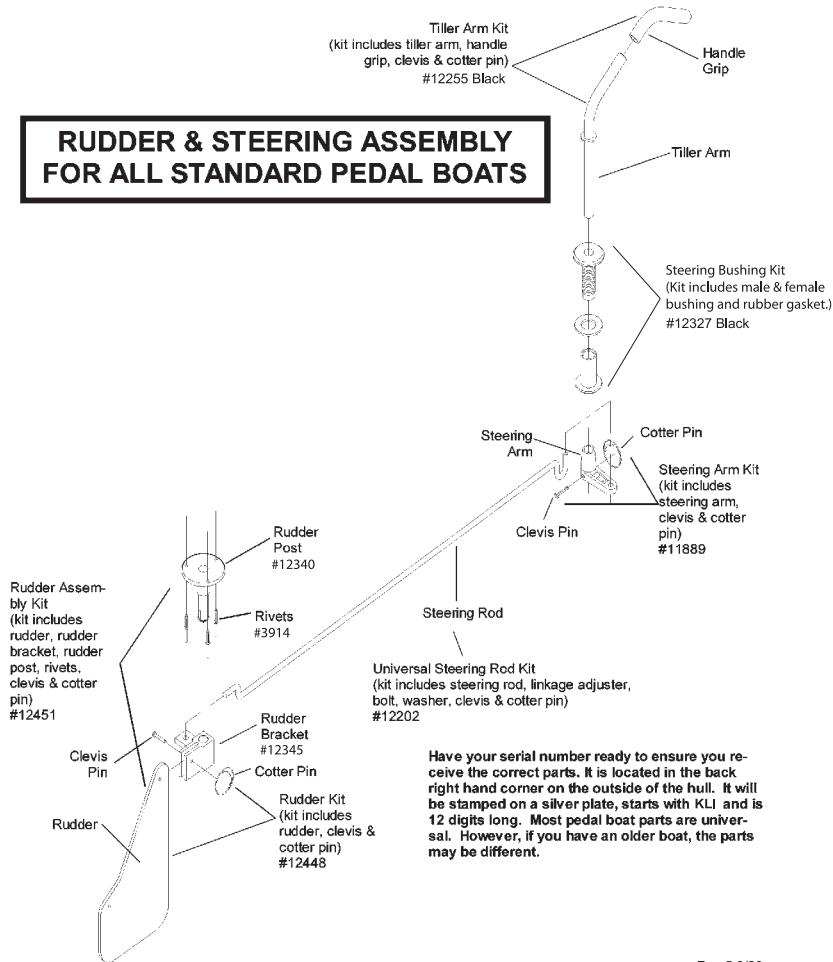 Tiller Arm Kit
(kit includes tiller arm, handle
grip, clevis & cotter pin)
#12255 Black
Handle
Grip
RUDDER & STEERING ASSEMBLY
FOR ALL STANDARD PEDAL BOATS
Tiller Arm
Steering Bushing Kit
(Kit includes male & female
bushing and rubber gasket.)
#12327 Black
Steering
Arm
Cotter Pin
Steering Arm Kit
(kit includes
steering arm,
clevis & cotter
pin)
#11889
Clevis Pin
Rudder
Post
#12340
Rudder Assem-
bly Kit
(kit includes
rudder, rudder
bracket, rudder
post, rivets,
clevis & cotter
pin)
#12451
Rivets
#3914
Steering Rod
Universal Steering Rod Kit
(kit includes steering rod, linkage adjuster,
bolt, washer, clevis & cotter pin)
#12202
Rudder
Bracket
#12345
Clevis
Pin
Cotter Pin
Rudder Kit
(kit includes
rudder, clevis &
cotter pin)
#12448
Rudder
Have your serial number ready to ensure you re-
ceive the correct parts. It is located in the back
right hand corner on the outside of the hull. It will
be stamped on a silver plate, starts with KLI and is
12 digits long. Most pedal boat parts are univer-
sal. However, if you have an older boat, the parts
may be different.